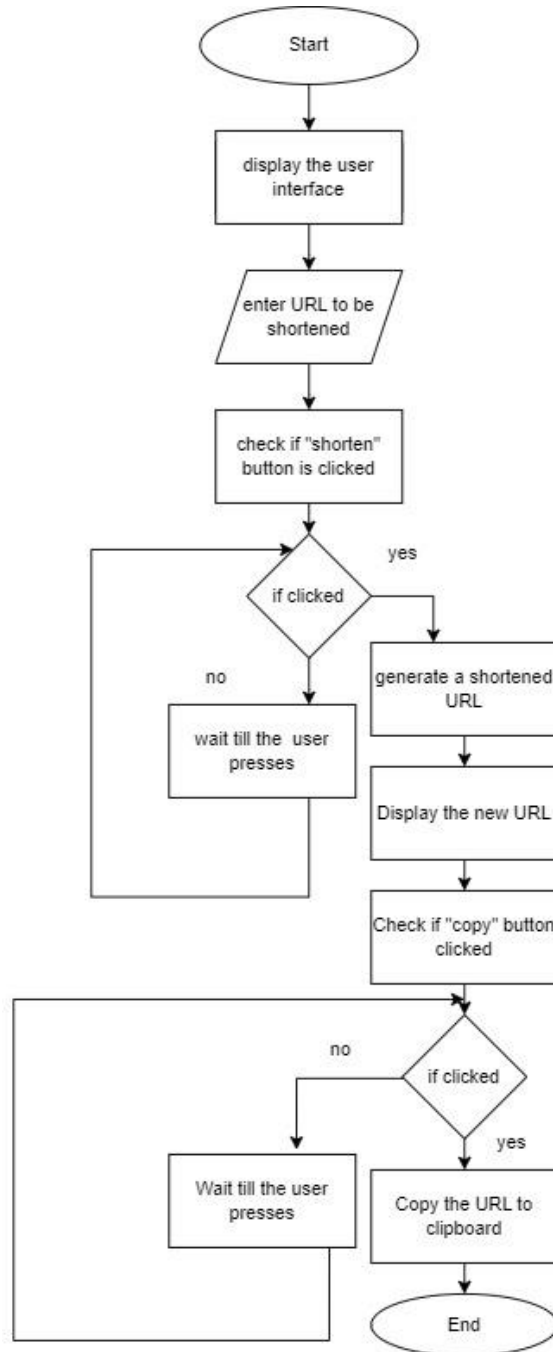 Start
display the user
interface
enter URL to be
shortened
check if "shorten"
button is clicked
yes
if clicked
no
generate a shortened
URL
wait till the user
presses
Display the new URL
Check if "copy" button
clicked
no
if clicked
yes
Wait till the user
presses
Copy the URL to
clipboard
End